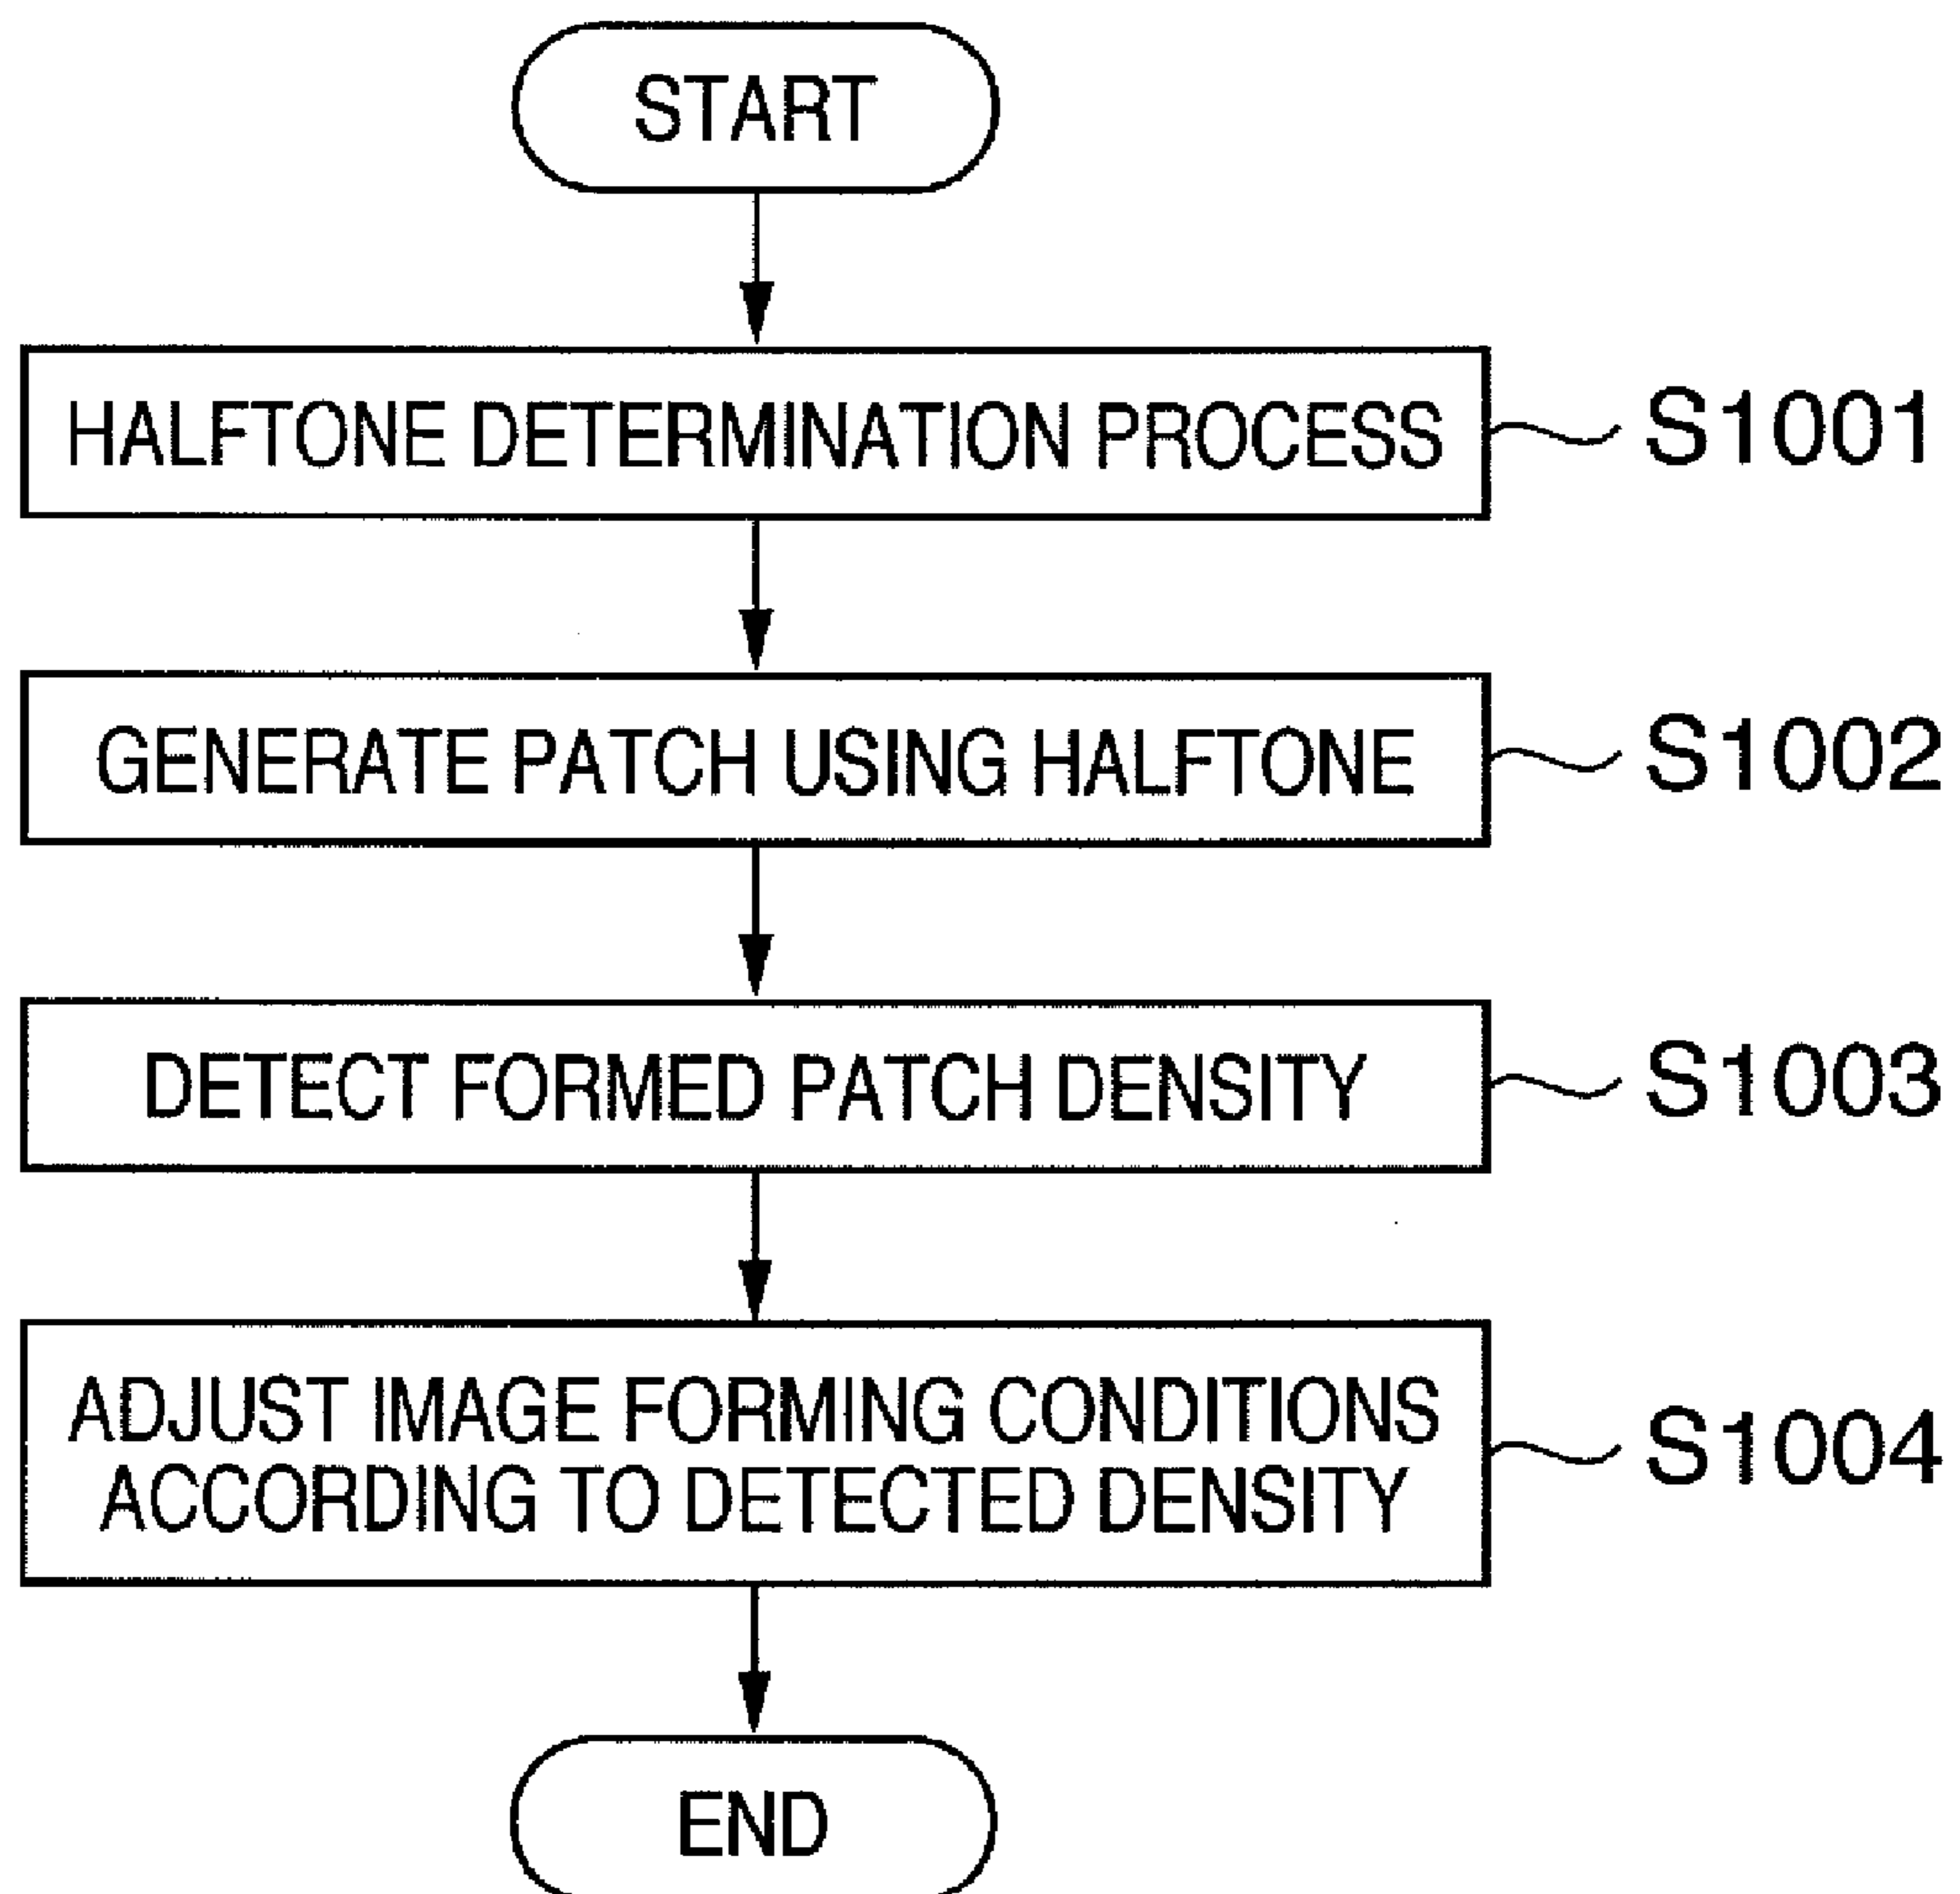 START
HALFTONE DETERMINATION PROCESS
S1001
GENERATE PATCH USING HALFTONE
S1002
DETECT FORMED PATCH DENSITY
S1003
ADJUST IMAGE FORMING CONDITIONS
ACCORDING TO DETECTED DENSITY
S1004
END